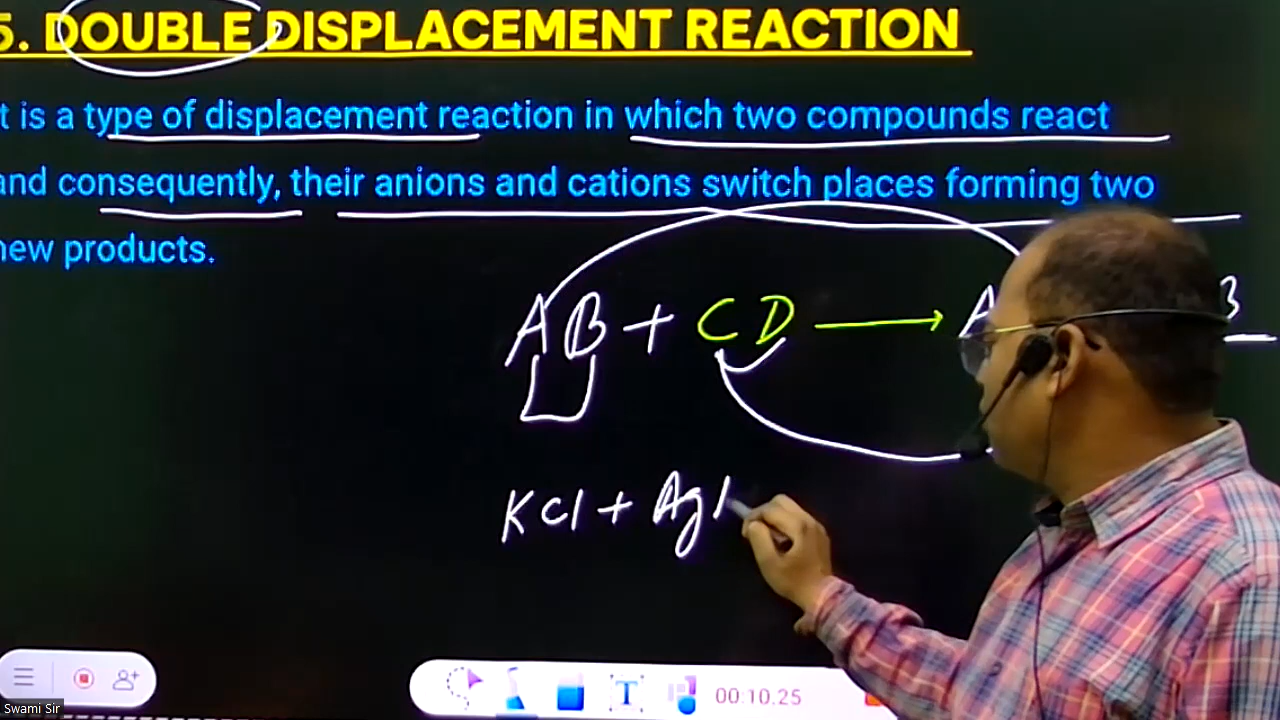 5. DOUBLE DISPLACEMENT REACTION
t is a type of displacement reaction in which two compounds react
and consequently, their anions and cations switch places forming two
new products.
AB + CD → A B
KCl + Ag
T 00:10.25
Swami Sir